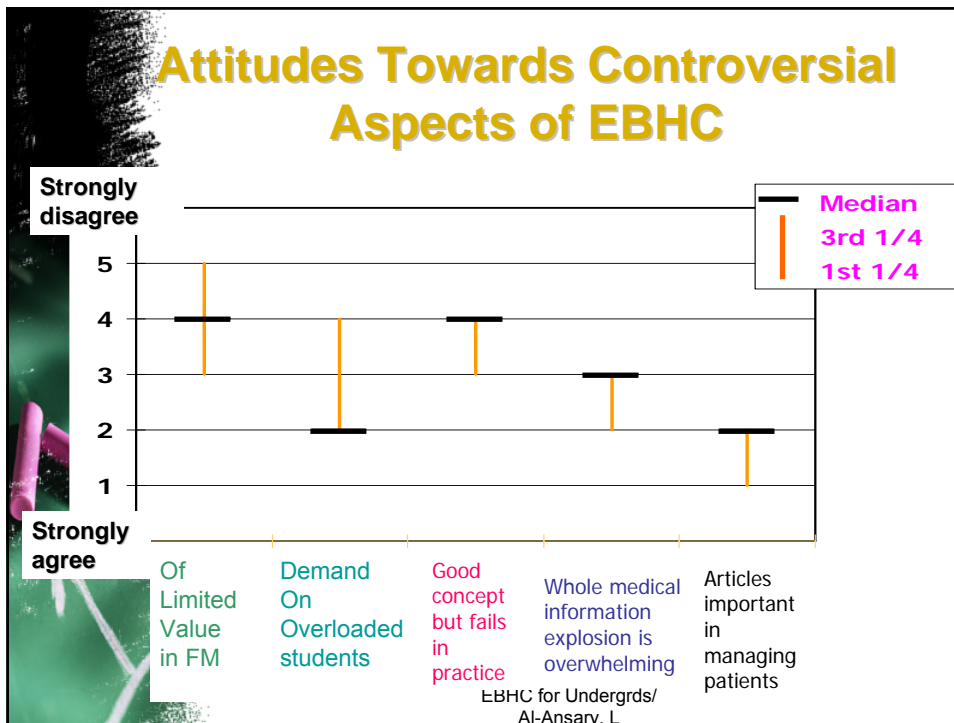 Attitudes Towards Controversial
Aspects of EBHC
Strongly
disagree
Median
3rd 1/4
1st 1/4
5
4
3
2
1
Strongly
agree
Of
Limited
Value
in FM
Demand
On
Overloaded
students
Good
concept
but fails
in
practice
Whole medical
information
explosion is
overwhelming
Articles
important
in
managing
patients
EBHC for Undergrds/
Al-Ansary, L